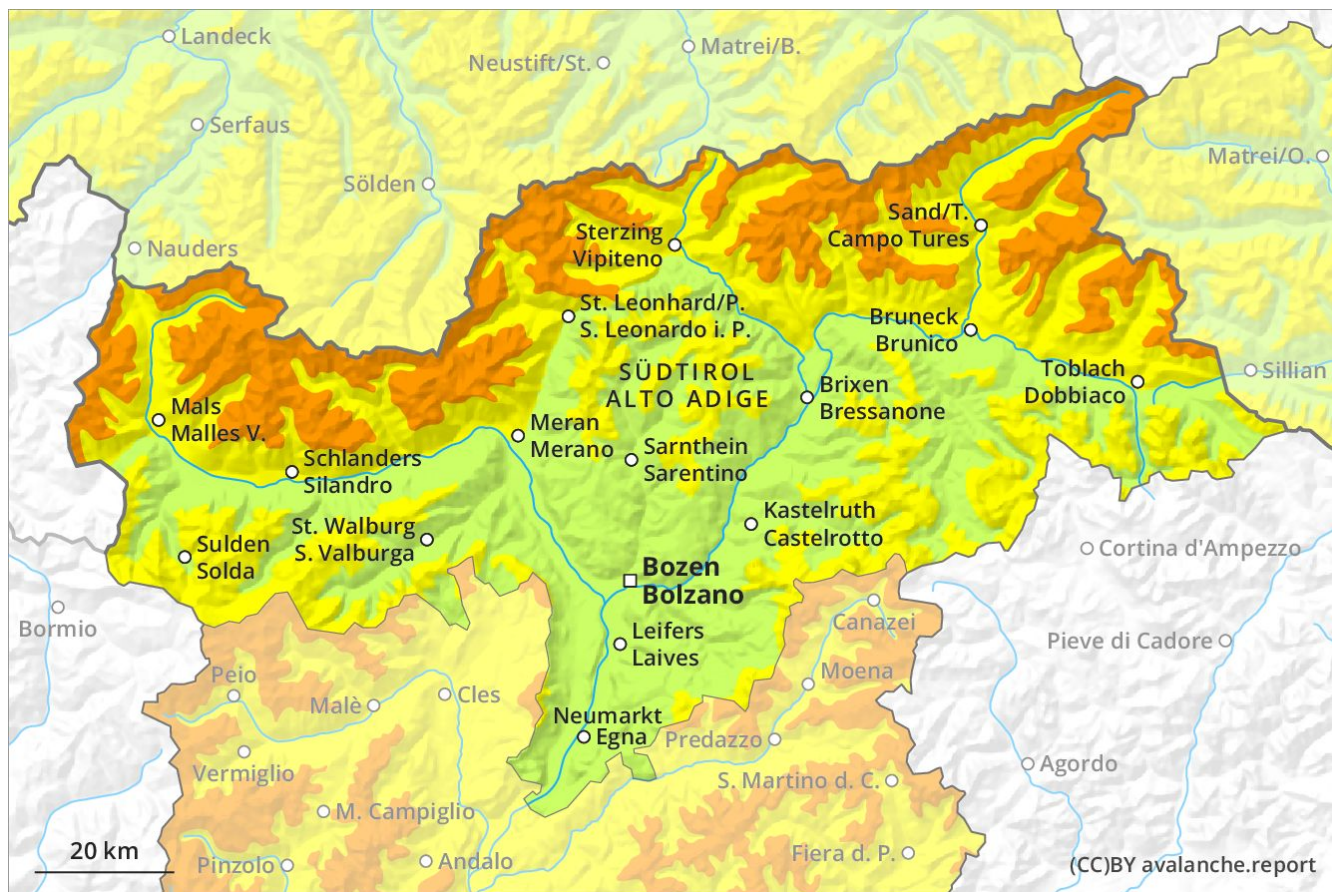 Landeck
Neustift/St.
Matrei/B.
Serfaus
Matrei/O.
Sölden
Sand/T.
Campo Tures
Nauders
Sterzing
Vipiteno
St. Leonhard/P.
S. Leonardo i. P.
Bruneck
Brunico
SÜDTIROL
ALTO ADIGE
Toblach
Dobbiaco
Sillian
Brixen
Bressanone
Mals
Malles V.
Meran
Merano
Schlanders
Silandro
Sarnthein
Sarentino
St. Walburg
S. Valburga
Kastelruth
Castelrotto
Sulden
Solda
Cortina d'Ampezzo
Bozen
Bolzano
Bormio
Canazei
Leifers
Laives
Pieve di Cadore
Peio
Moena
Malè
Cles
Neumarkt
Egna
Predazzo
Vermiglio
Agordo
S. Martino d. C.
M. Campiglio
20 km
Pinzolo
Andalo
Fiera d. P.
(CC)BY avalanche.report